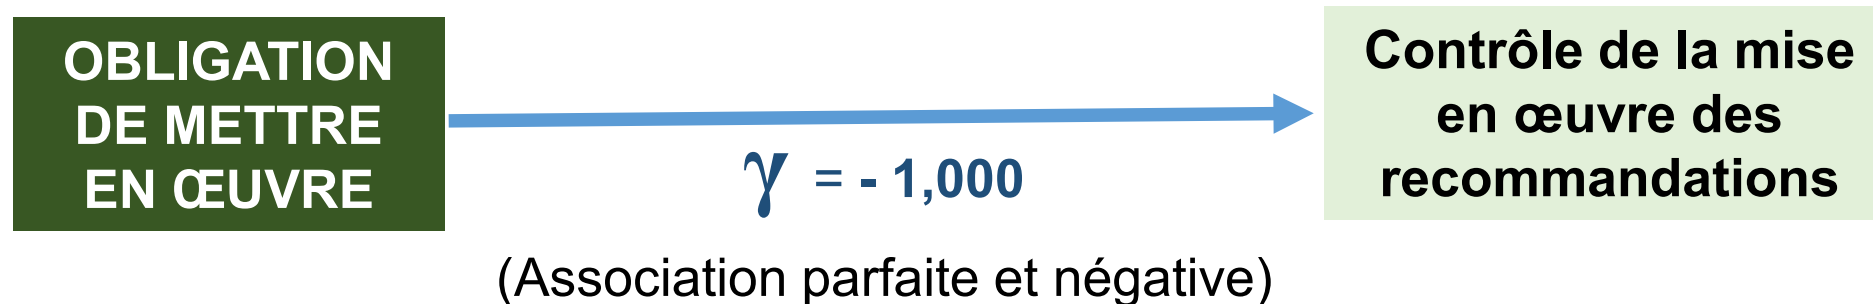 OBLIGATION
DE METTRE
EN ŒUVRE
γ = - 1,000
(Association parfaite et négative)
Contrôle de la mise
en œuvre des
recommandations